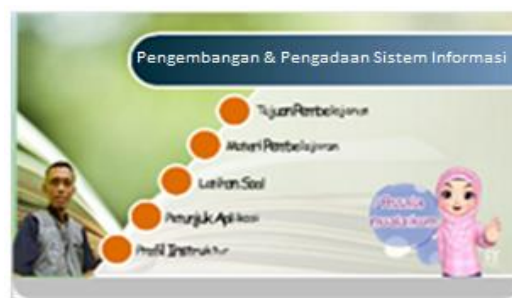 Pengembangan & Pengadaan Sistem Informasi
Tujuan Pembelajaran
Materi Pembelajaran
Latihan Soal
Petunjuk Aplikasi
Profil Instruktur